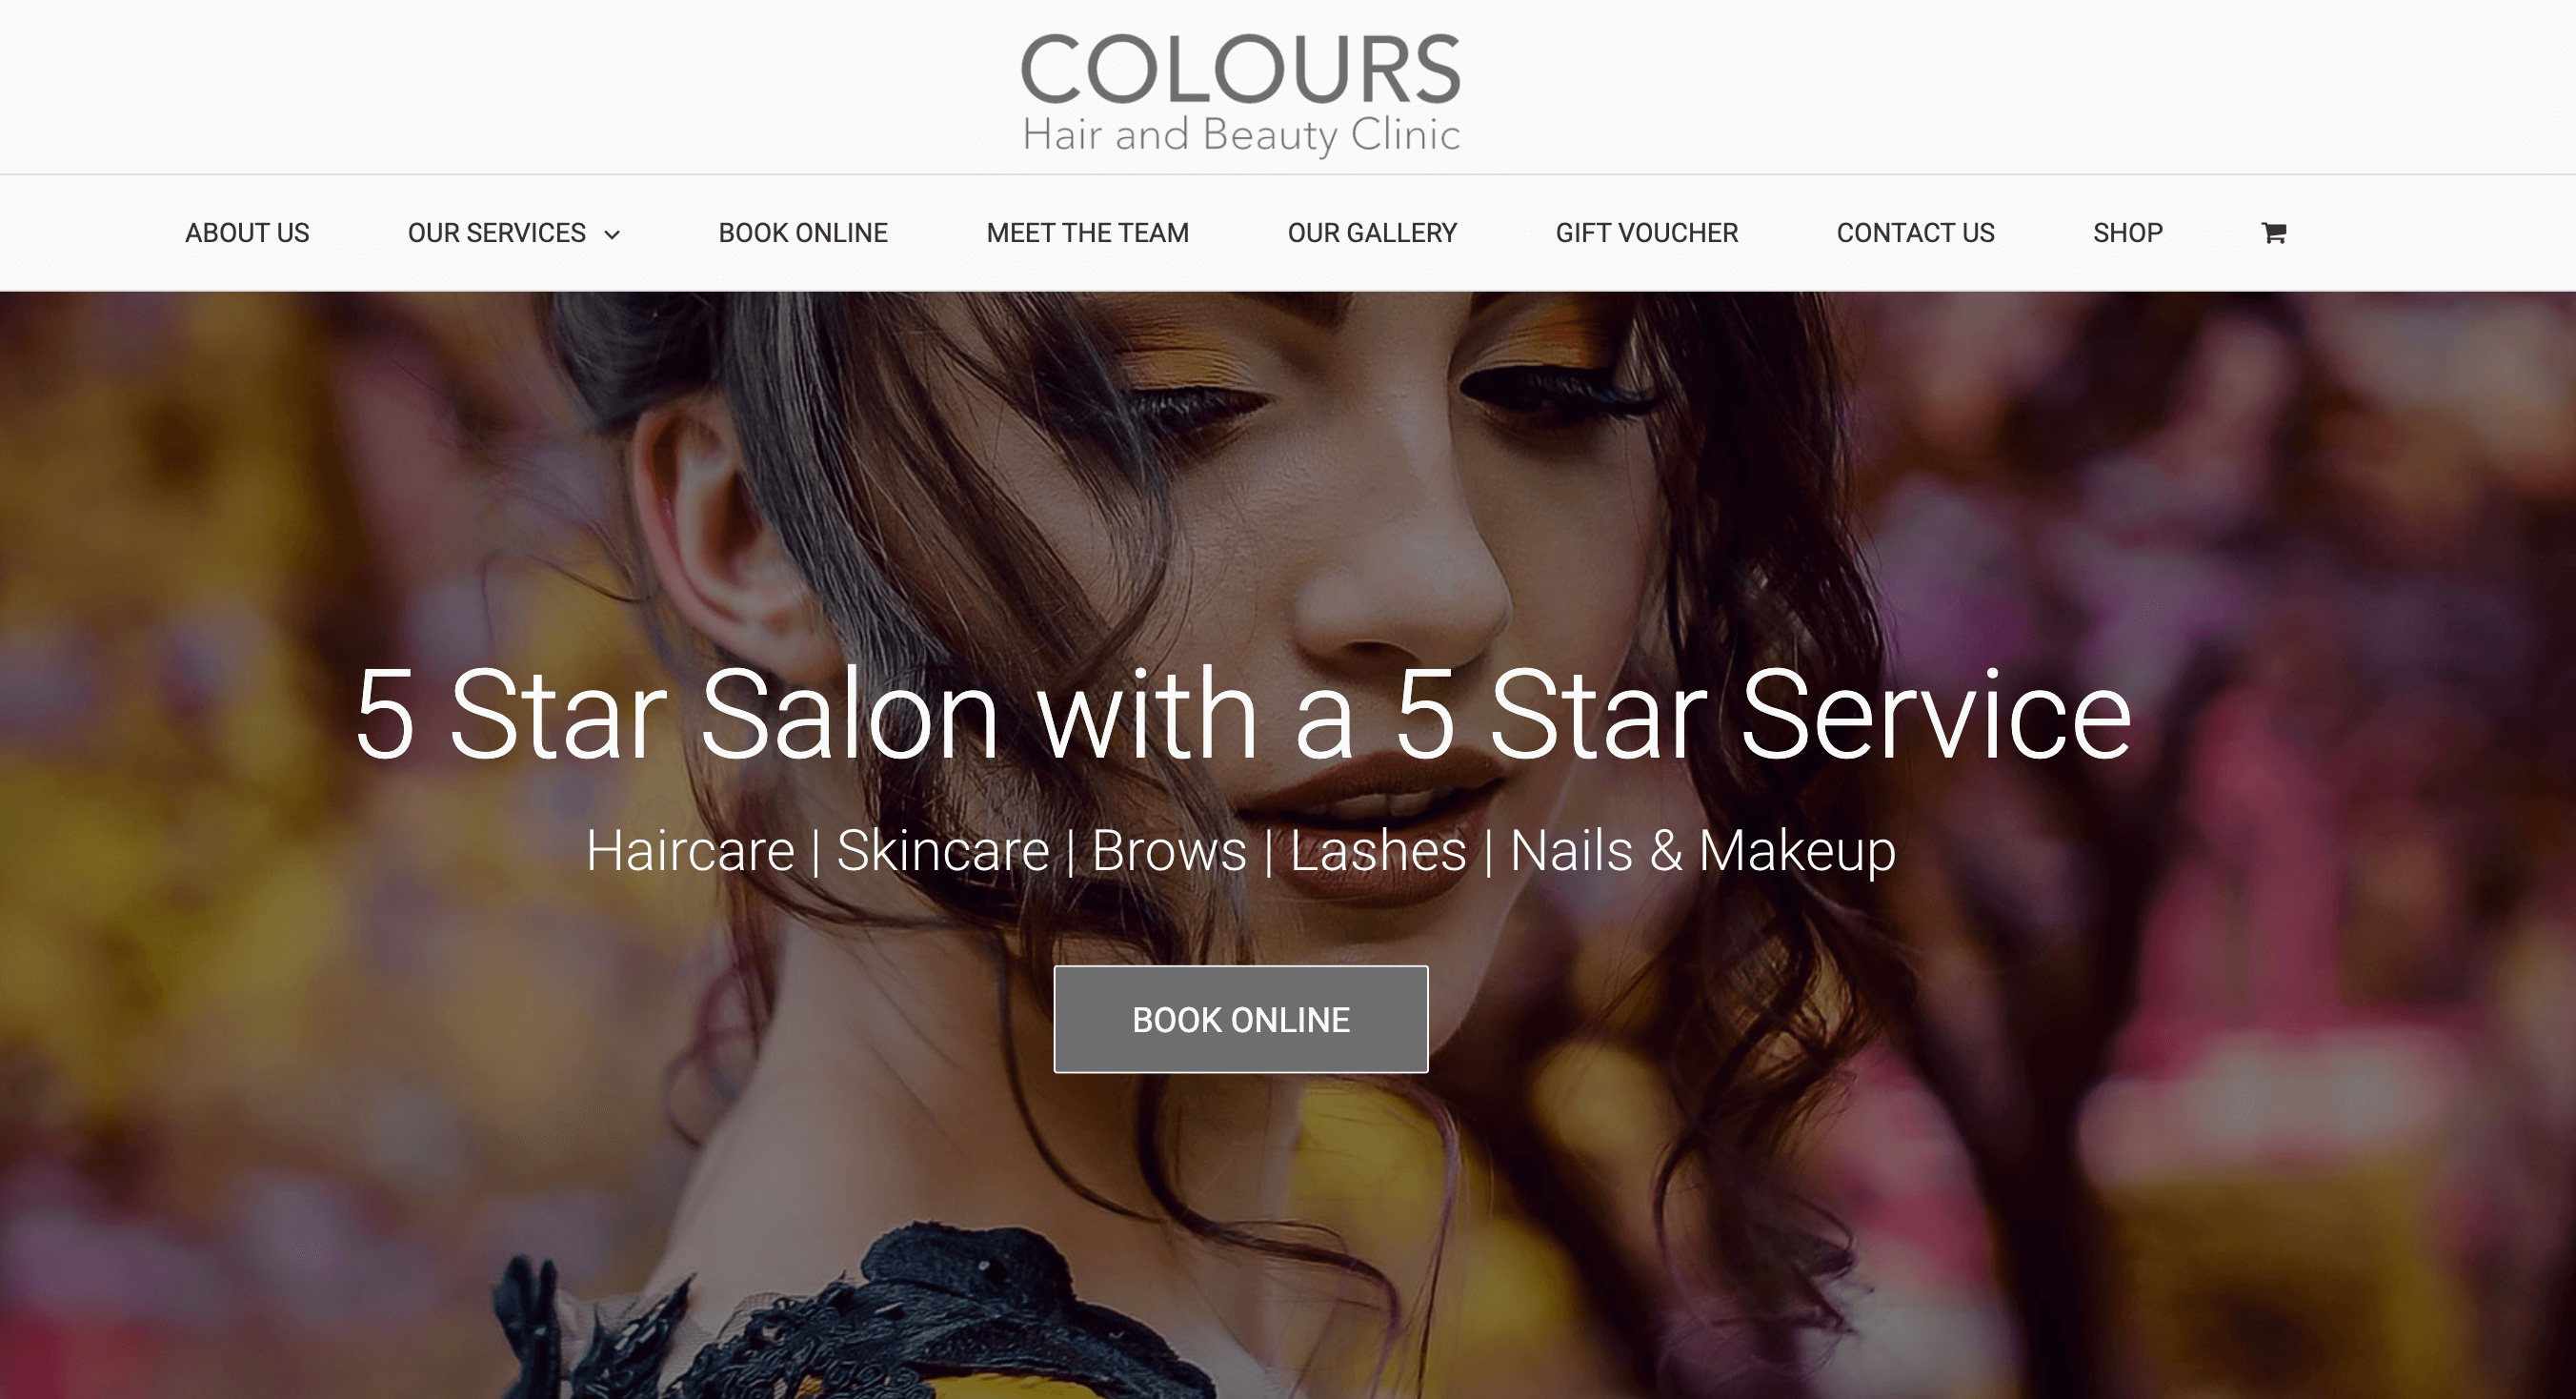 COLOURS
Hair and Beauty Clinic
ABOUT US OUR SERVICES BOOK ONLINE MEET THE TEAM OUR GALLERY GIFT VOUCHER CONTACT US SHOP
5 Star Salon with a 5 Star Service
Haircare | Skincare | Brows | Lashes | Nails & Makeup
BOOK ONLINE